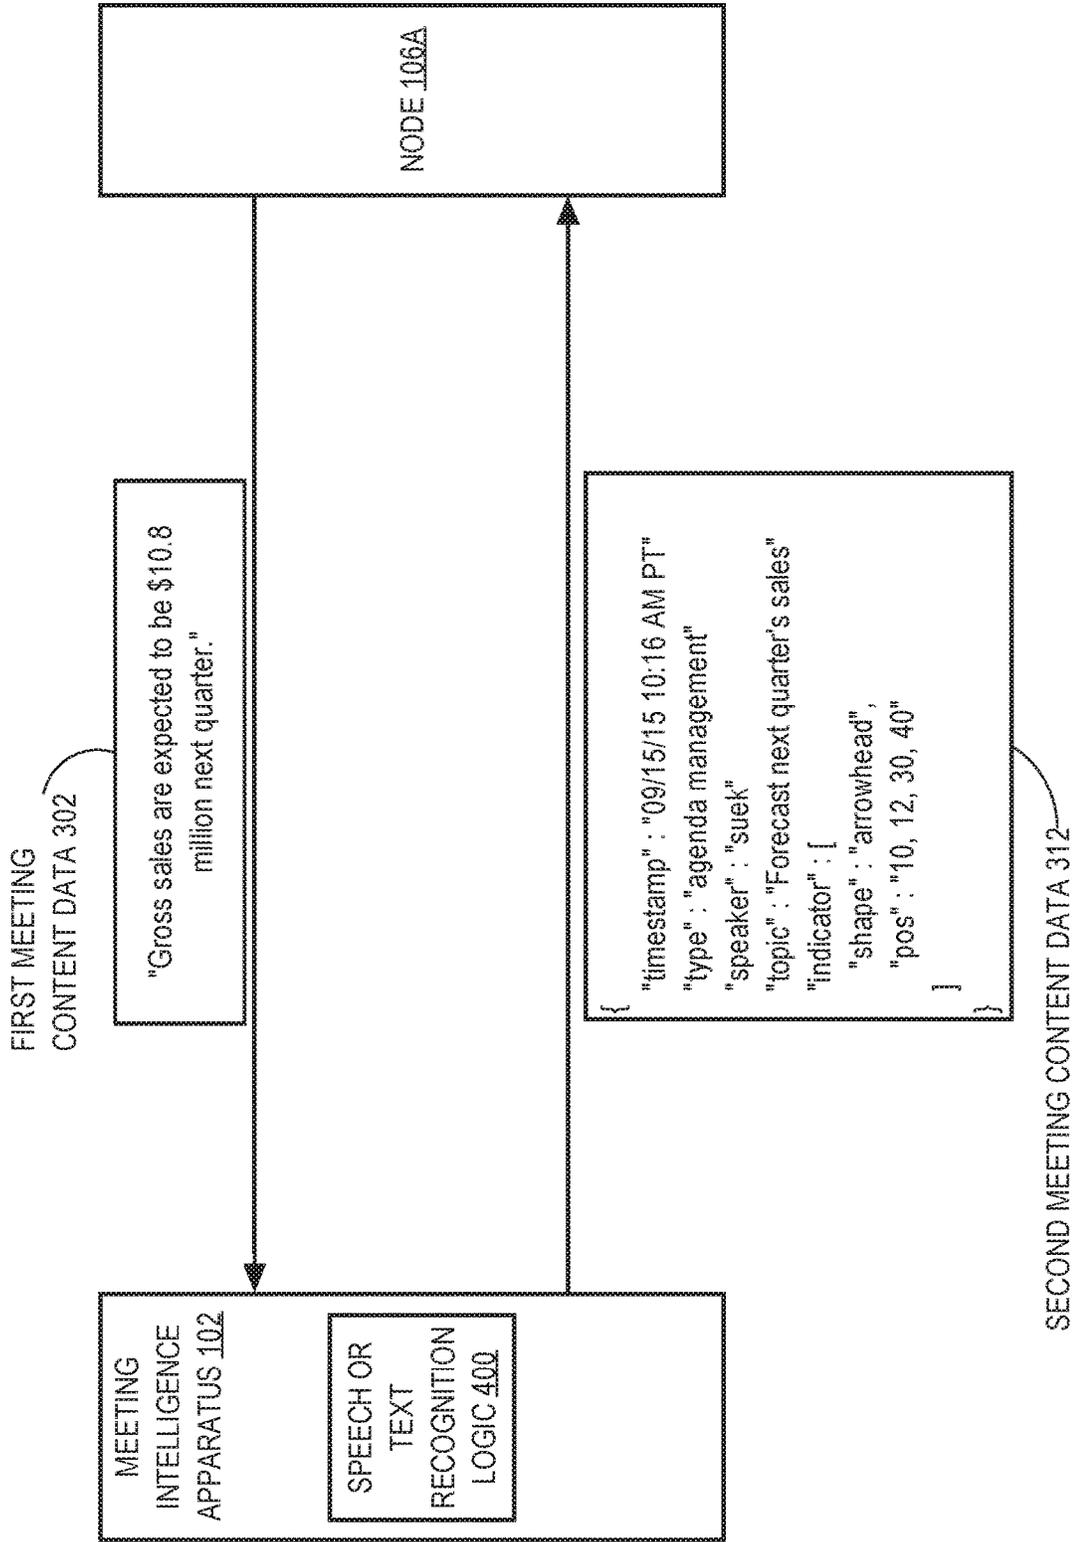 FIRST MEETING
CONTENT DATA 302
MEETING
INTELLIGENCE
APPARATUS 102
SPEECH OR
TEXT
RECOGNITION
LOGIC 400
"Gross sales are expected to be $10.8
million next quarter."
NODE 106A
{
"timestamp" : "09/15/15 10:16 AM PT"
"type" : "agenda management"
"speaker" : "suek"
"topic" : "Forecast next quarter's sales"
"indicator" : [
"shape" : "arrowhead",
"pos" : "10, 12, 30, 40"
]
}
SECOND MEETING CONTENT DATA 312